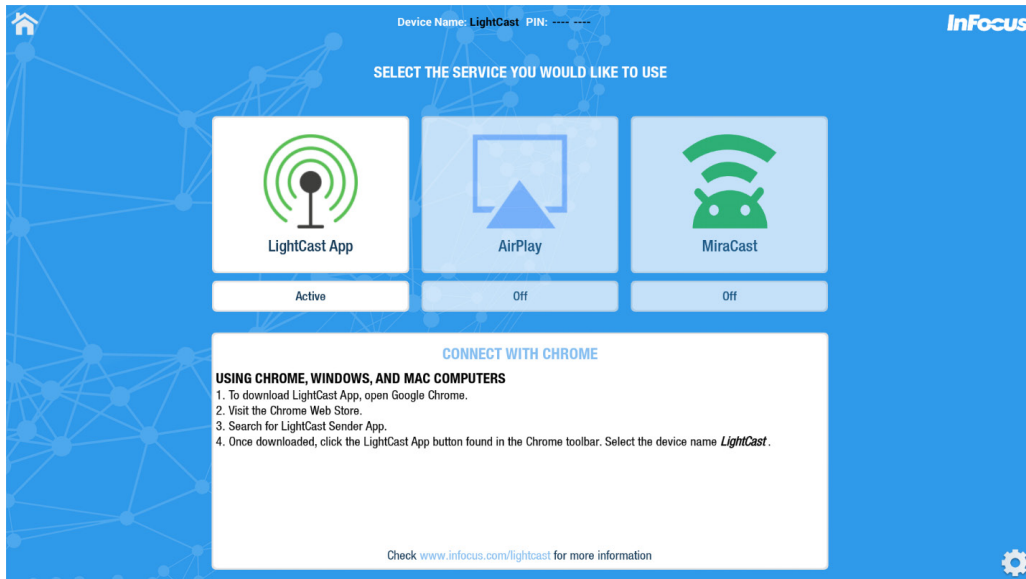 Device Name: LightCast PIN: ---- ----
InFocus
SELECT THE SERVICE YOU WOULD LIKE TO USE
LightCast App
AirPlay
MiraCast
Active
Off
Off
CONNECT WITH CHROME
USING CHROME, WINDOWS, AND MAC COMPUTERS
1. To download LightCast App, open Google Chrome.
2. Visit the Chrome Web Store.
3. Search for LightCast Sender App.
4. Once downloaded, click the LightCast App button found in the Chrome toolbar. Select the device name LightCast .
Check www.infocus.com/lightcast for more information